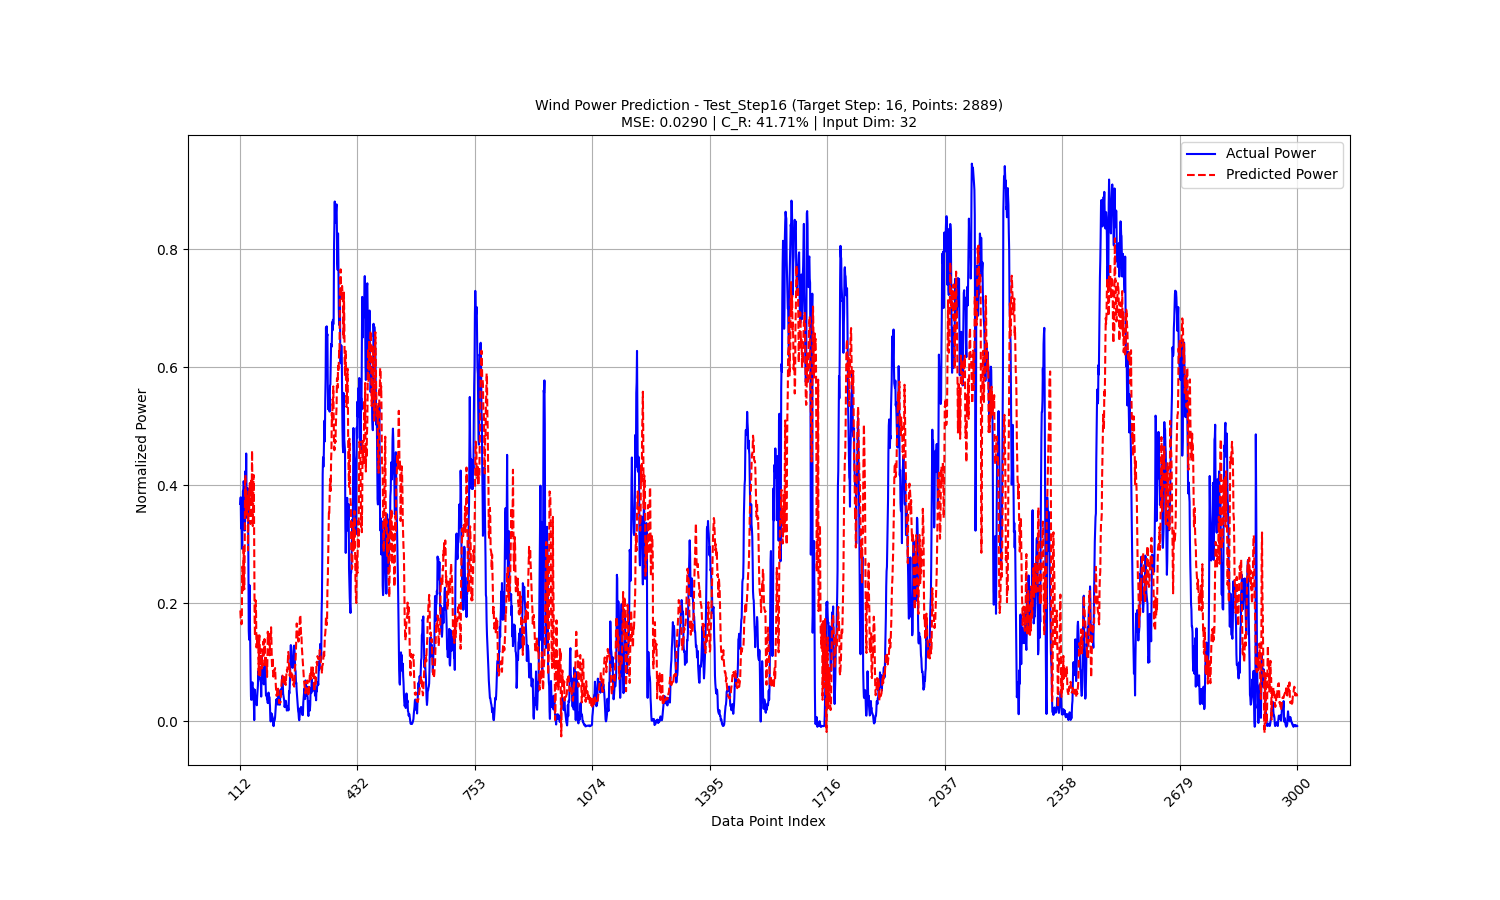 Wind Power Prediction - Test_Step16 (Target Step: 16, Points: 2889)
MSE: 0.0290 | C_R: 41.71% | Input Dim: 32
Actual Power
Predicted Power
Normalized Power
0.8
0.6
0.4
0.2
0.0
112 432 753 1074 1395 1716 2037 2358 2679 3000
Data Point Index